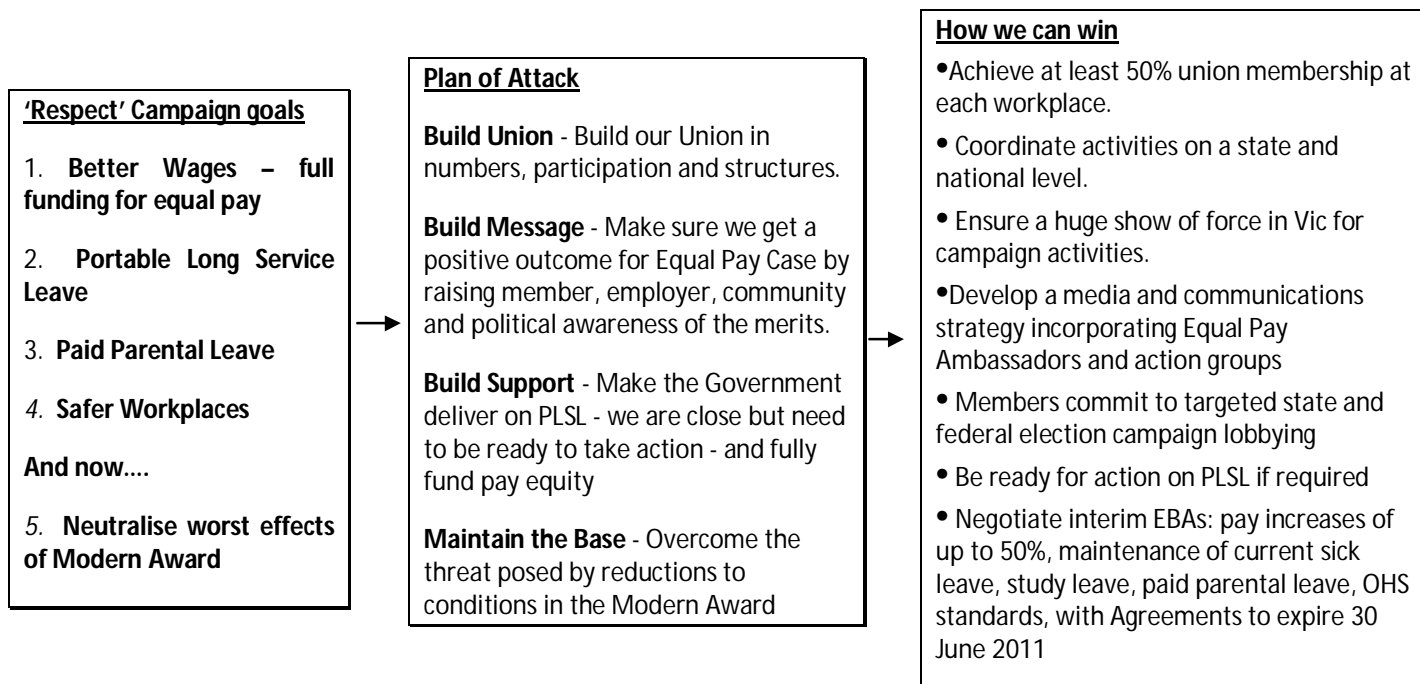 'Respect' Campaign goals
1. Better Wages – full
funding for equal pay
2. Portable Long Service
Leave
3. Paid Parental Leave
4. Safer Workplaces
And now....
5. Neutralise worst effects
of Modern Award
Plan of Attack
Build Union - Build our Union in
numbers, participation and structures.
Build Message - Make sure we get a
positive outcome for Equal Pay Case by
raising member, employer, community
and political awareness of the merits.
Build Support - Make the Government
deliver on PLSL - we are close but need
to be ready to take action - and fully
fund pay equity
Maintain the Base - Overcome the
threat posed by reductions to
conditions in the Modern Award
How we can win
•Achieve at least 50% union membership at
each workplace.
• Coordinate activities on a state and
national level.
• Ensure a huge show of force in Vic for
campaign activities.
•Develop a media and communications
strategy incorporating Equal Pay
Ambassadors and action groups
• Members commit to targeted state and
federal election campaign lobbying
• Be ready for action on PLSL if required
• Negotiate interim EBAs: pay increases of
up to 50%, maintenance of current sick
leave, study leave, paid parental leave, OHS
standards, with Agreements to expire 30
June 2011